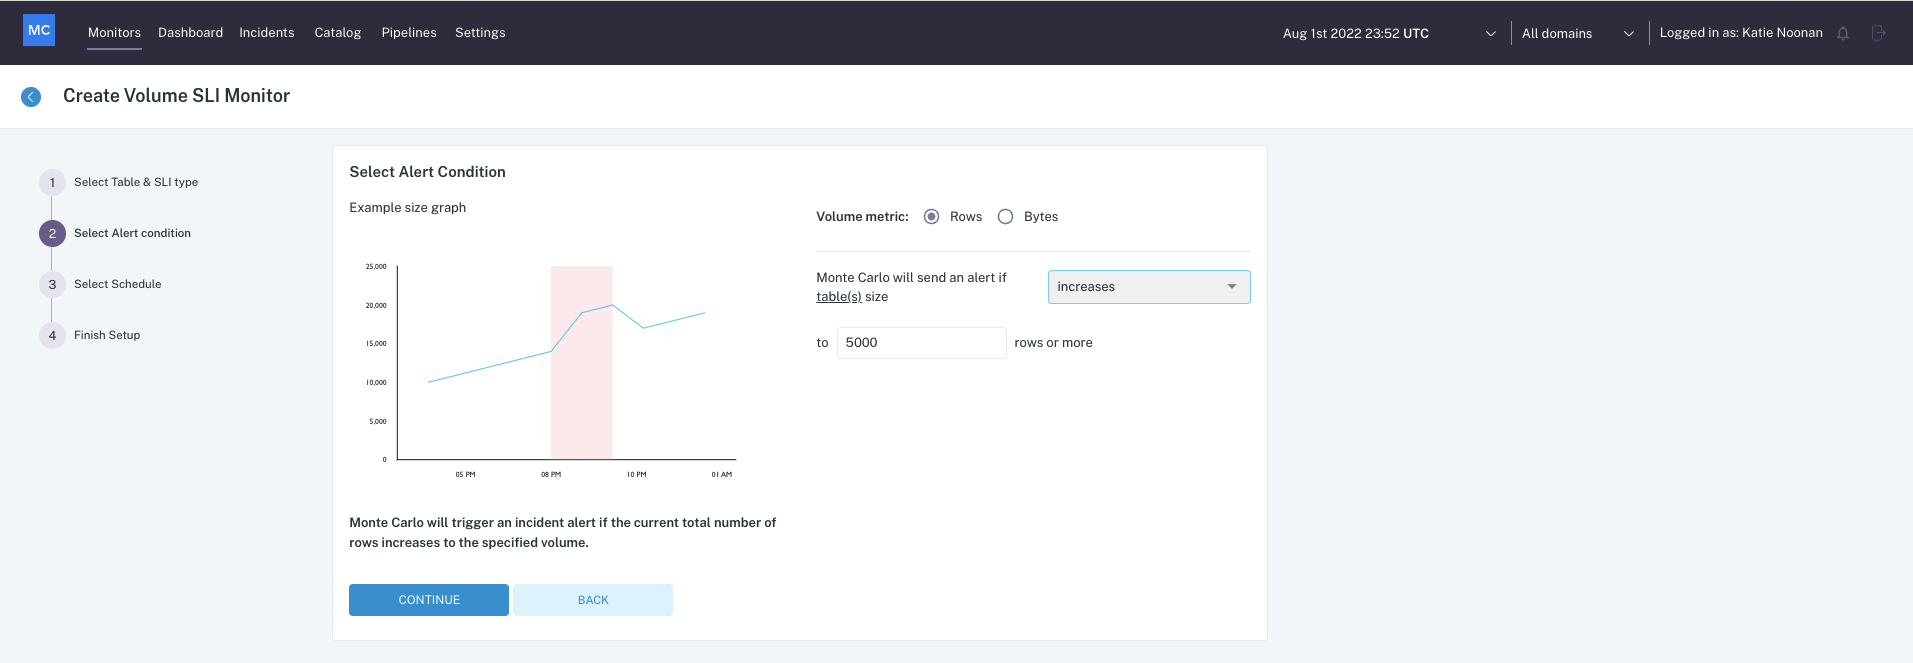 MC Monitors Dashboard Incidents Catalog Pipelines Settings Aug 1st 2022 23:52 UTC All domains Logged in as: Katie Noonan
Create Volume SLI Monitor
1 Select Table & SLI type
2 Select Alert condition
3 Select Schedule
4 Finish Setup
Select Alert Condition
Example size graph
25,000
20,000
15,000
10,000
5,000
0
05 PM 08 PM 10 PM 01 AM
Monte Carlo will trigger an incident alert if the current total number of
rows increases to the specified volume.
CONTINUE BACK
Volume metric: Rows Bytes
Monte Carlo will send an alert if
table(s) size
increases
to 5000 rows or more